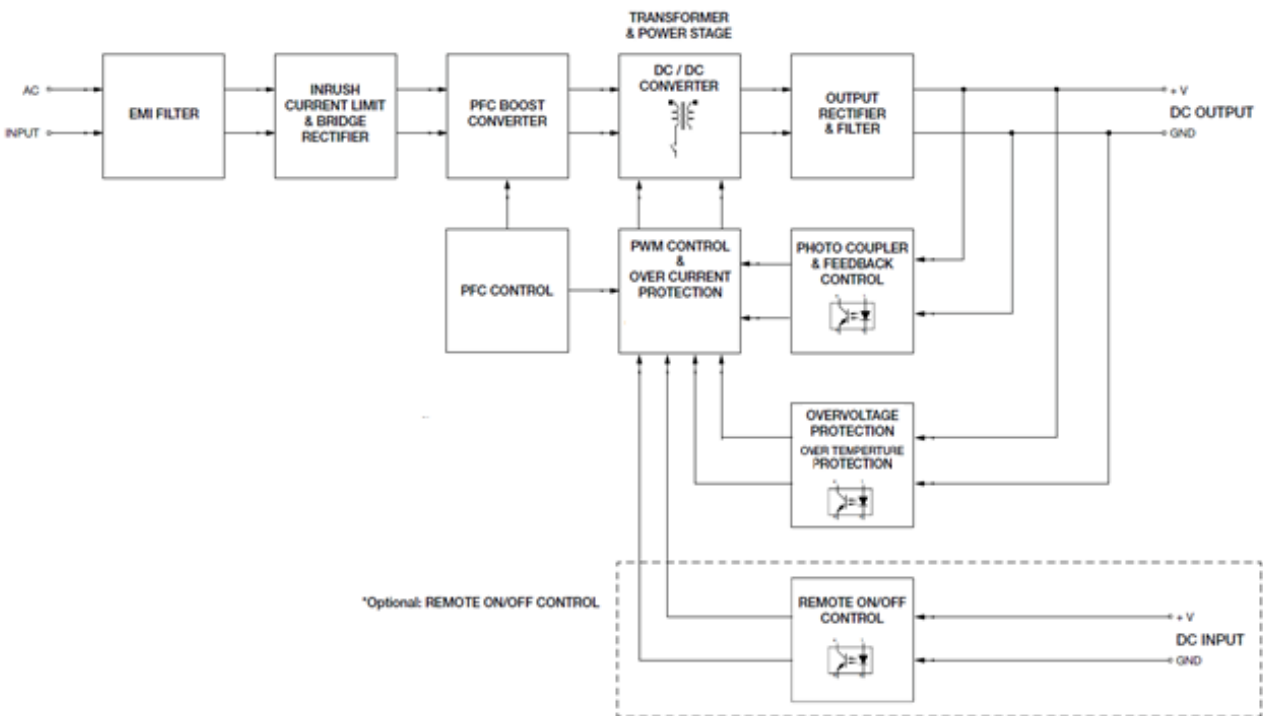 TRANSFORMER
& POWER STAGE
AC
INPUT
EMI FILTER
INRUSH
CURRENT LIMIT
& BRIDGE
RECTIFIER
PFC BOOST
CONVERTER
DC / DC
CONVERTER
OUTPUT
RECTIFIER
& FILTER
+ V
DC OUTPUT
GND
PFC CONTROL
PWM CONTROL
&
OVER CURRENT
PROTECTION
PHOTO COUPLER
& FEEDBACK
CONTROL
OVERVOLTAGE
PROTECTION
OVER TEMPERTURE
PROTECTION
*Optional: REMOTE ON/OFF CONTROL
REMOTE ON/OFF
CONTROL
+ V
DC INPUT
GND